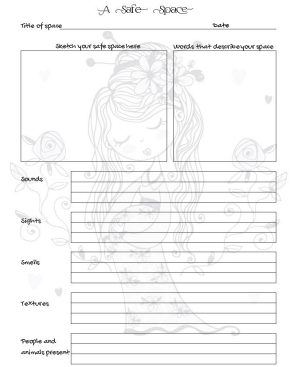 A Safe Space
Title of space Date
Sketch your safe space here Words that describe your space
Sounds
Sights
Smells
Textures
People and
animals present